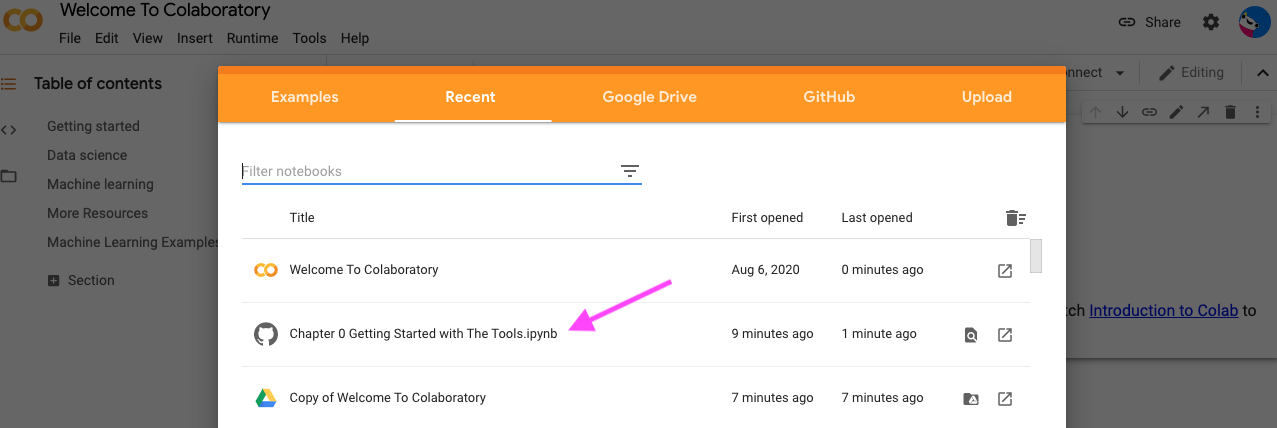 Welcome To Colaboratory
File Edit View Insert Runtime Tools Help
Share
Table of contents
Getting started
Data science
Machine learning
More Resources
Machine Learning Examples
Section
Examples Recent Google Drive GitHub Upload
nnect Editing
Filter notebooks
Title First opened Last opened
Welcome To Colaboratory Aug 6, 2020 0 minutes ago
Chapter 0 Getting Started with The Tools.ipynb 9 minutes ago 1 minute ago
Copy of Welcome To Colaboratory 7 minutes ago 7 minutes ago
tch Introduction to Colab to